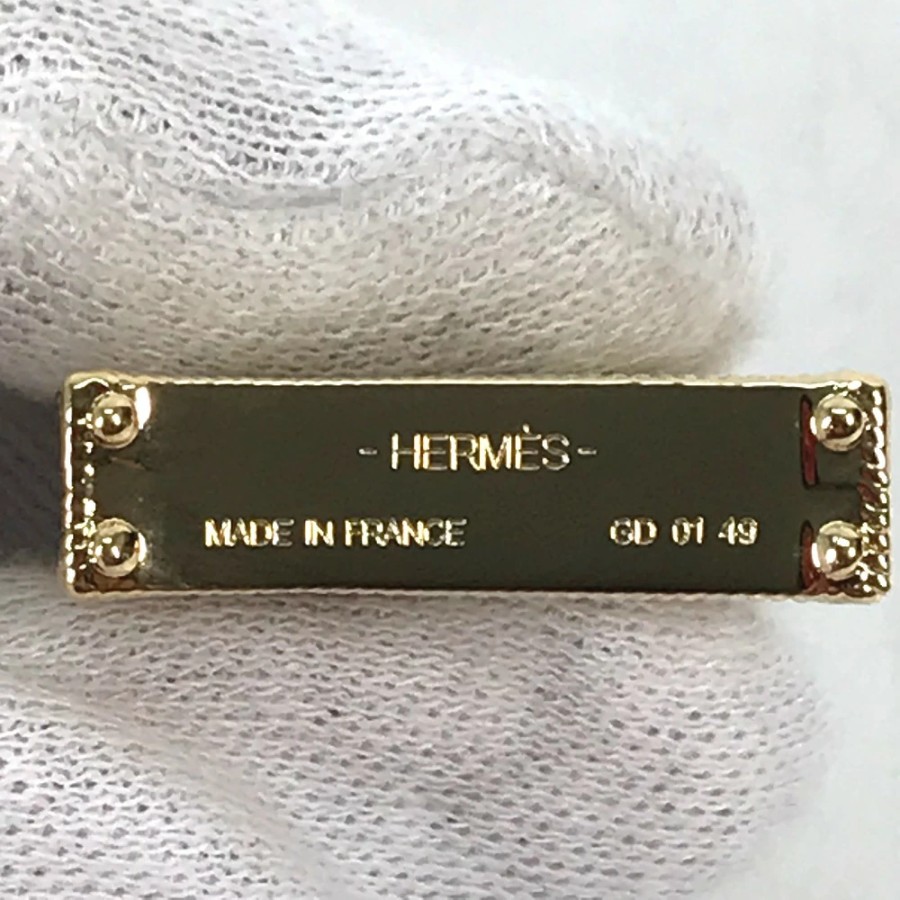 - HERMÈS -
MADE IN FRANCE GD 01 49